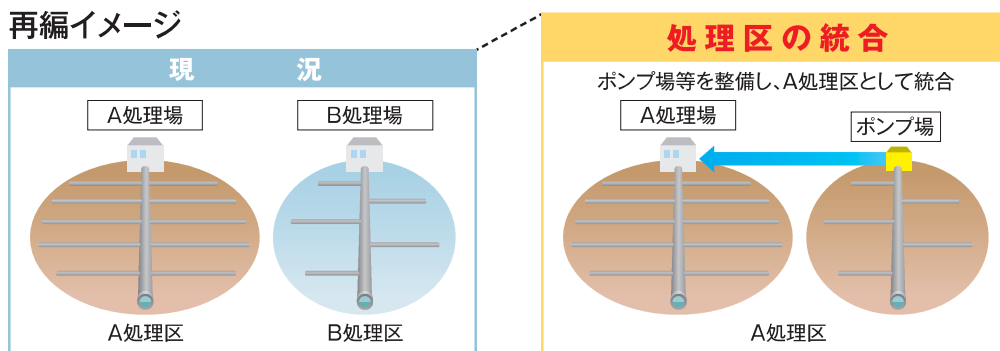 再編イメージ
現況
A処理場
B処理場
A処理区
B処理区
処理区の統合
ポンプ場等を整備し、A処理区として統合
A処理場
ポンプ場
A処理区